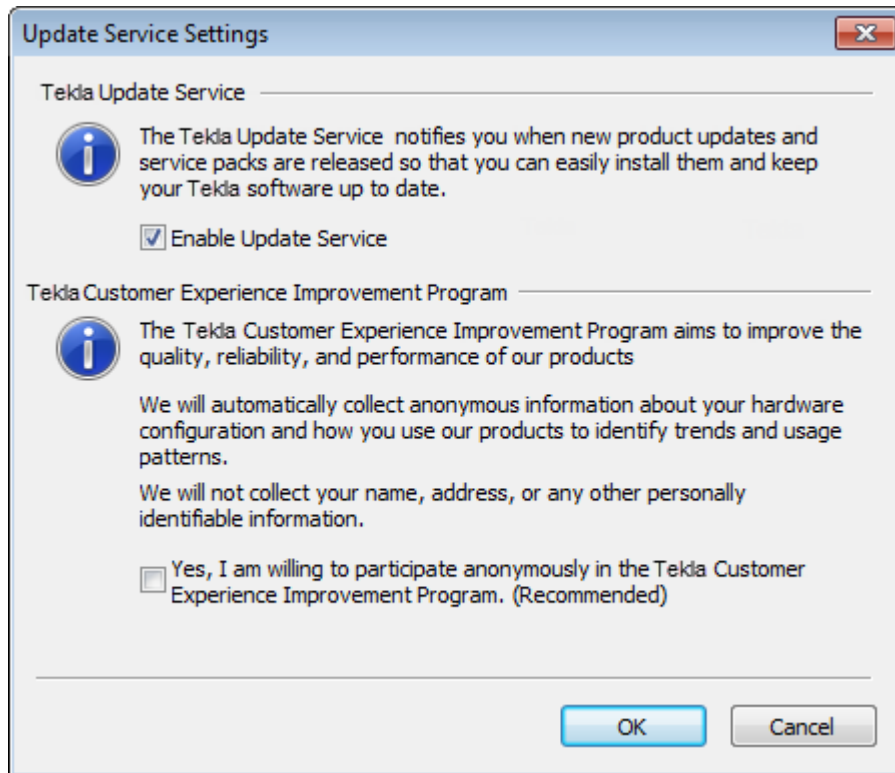 Update Service Settings
Tekla Update Service
The Tekla Update Service notifies you when new product updates and
service packs are released so that you can easily install them and keep
your Tekla software up to date.
Enable Update Service
Tekla Customer Experience Improvement Program
The Tekla Customer Experience Improvement Program aims to improve the
quality, reliability, and performance of our products
We will automatically collect anonymous information about your hardware
configuration and how you use our products to identify trends and usage
patterns.
We will not collect your name, address, or any other personally
identifiable information.
Yes, I am willing to participate anonymously in the Tekla Customer
Experience Improvement Program. (Recommended)
OK
Cancel